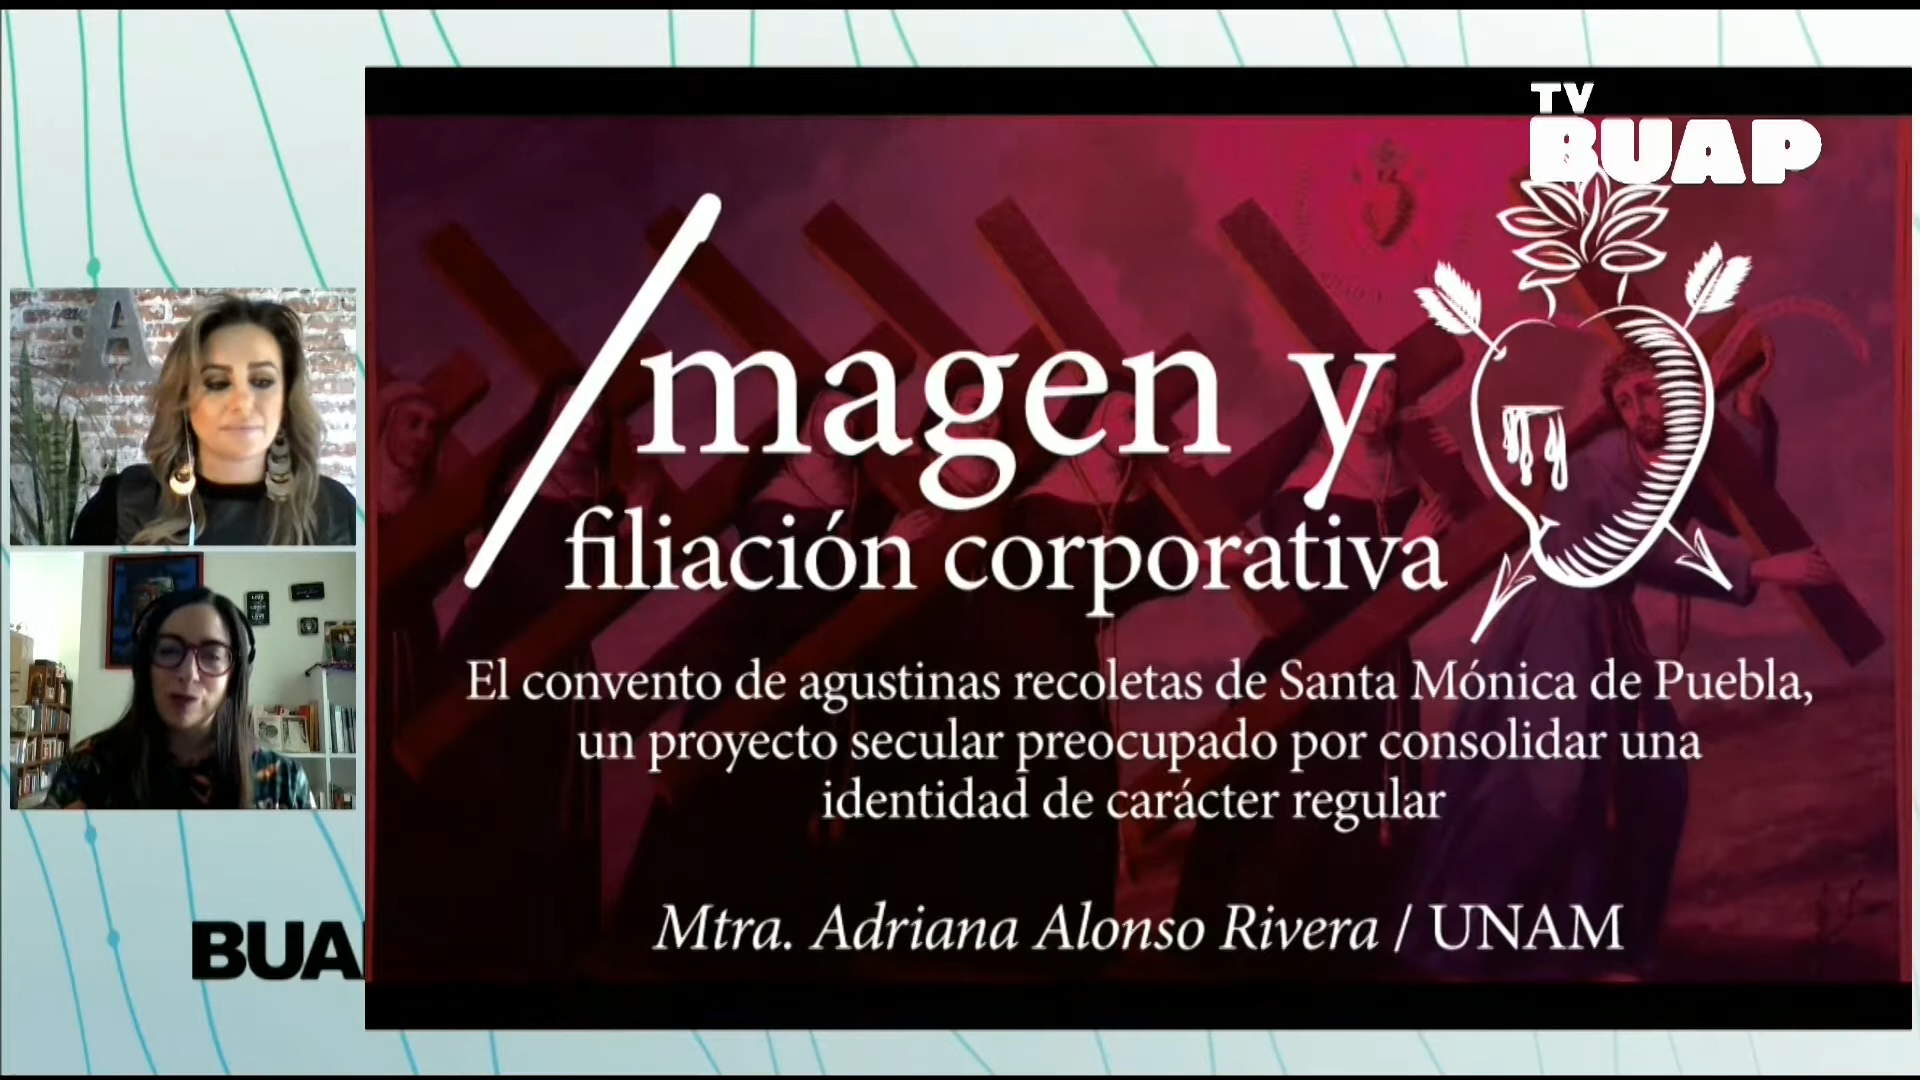 TV
BUAP
A
Imagen y
filiación corporativa
El convento de agustinas recoletas de Santa Mónica de Puebla,
un proyecto secular preocupado por consolidar una
identidad de carácter regular
Mtra. Adriana Alonso Rivera / UNAM
BUA